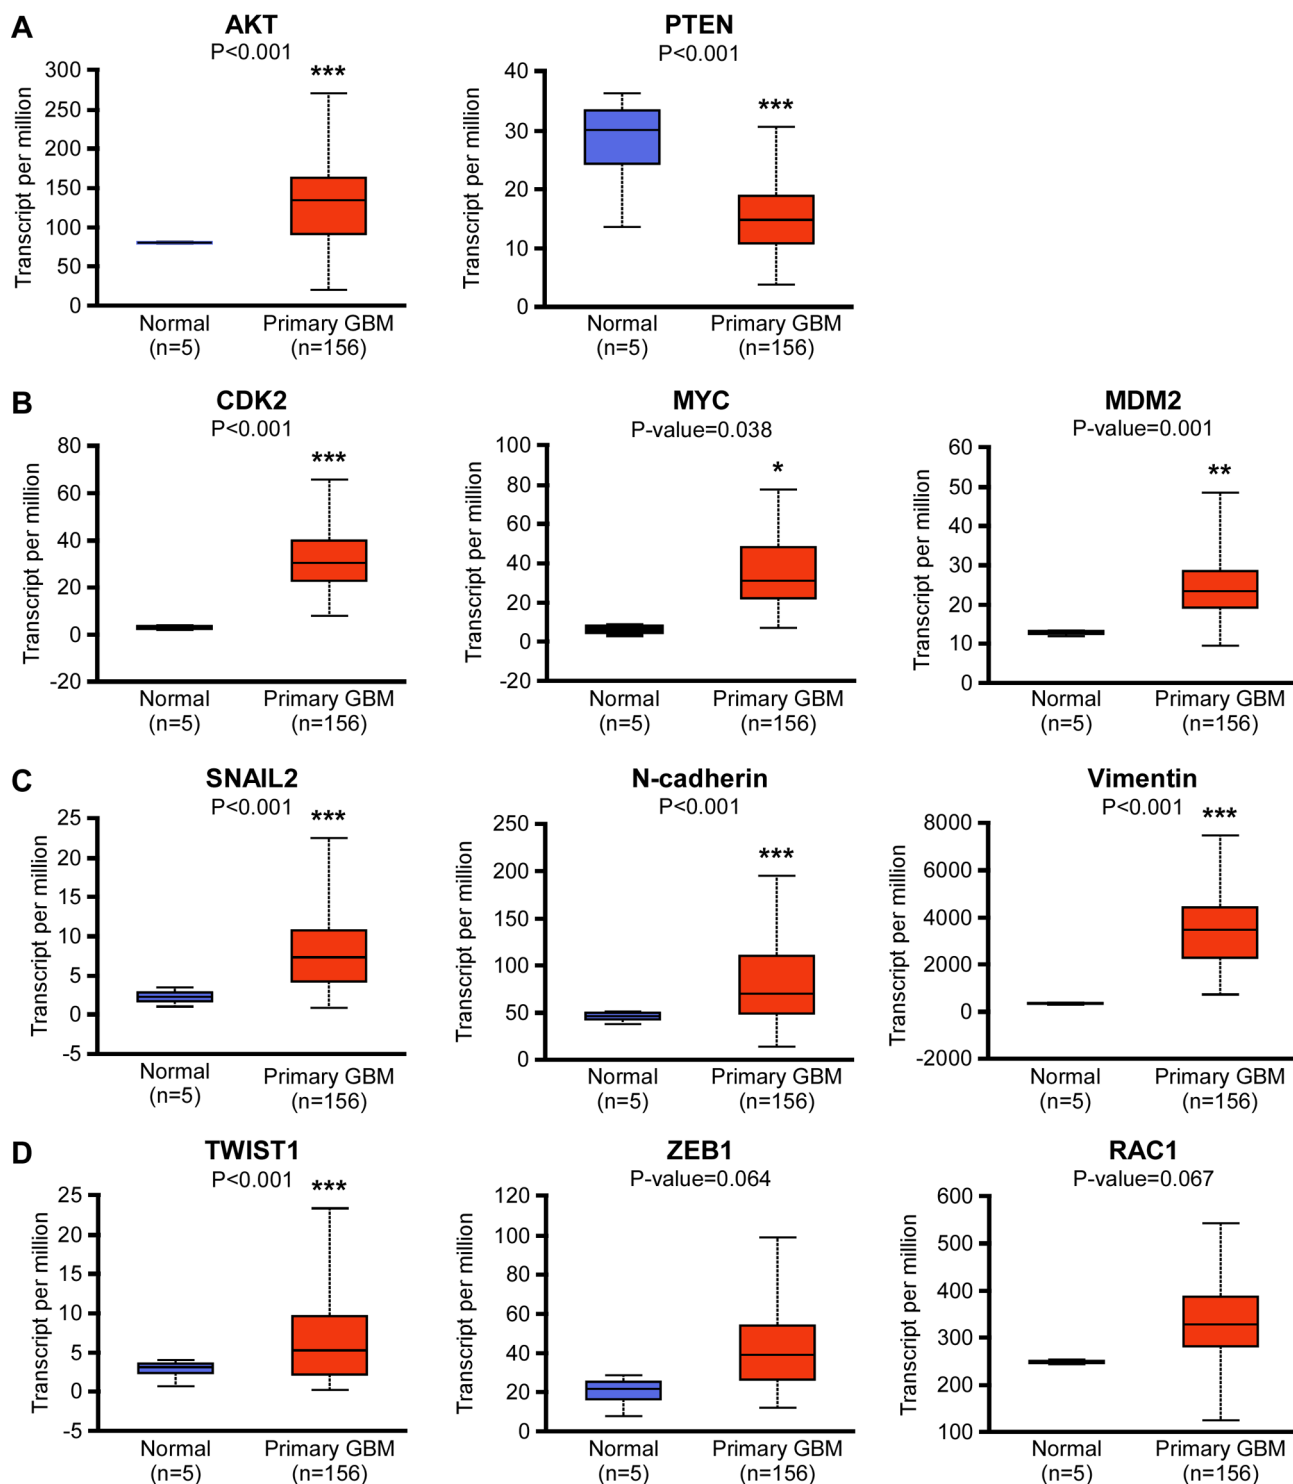 A
AKT
P<0.001
***
Transcript per million
300
250
200
150
100
50
0
Normal
(n=5)
Primary GBM
(n=156)
PTEN
P<0.001
***
Transcript per million
40
30
20
10
0
Normal
(n=5)
Primary GBM
(n=156)
B
CDK2
P<0.001
***
Transcript per million
80
60
40
20
0
-20
Normal
(n=5)
Primary GBM
(n=156)
MYC
P-value=0.038
*
Transcript per million
100
80
60
40
20
0
-20
Normal
(n=5)
Primary GBM
(n=156)
MDM2
P-value=0.001
**
Transcript per million
60
50
40
30
20
10
0
Normal
(n=5)
Primary GBM
(n=156)
C
SNAIL2
P<0.001
***
Transcript per million
25
20
15
10
5
0
-5
Normal
(n=5)
Primary GBM
(n=156)
N-cadherin
P<0.001
***
Transcript per million
250
200
150
100
50
0
Normal
(n=5)
Primary GBM
(n=156)
Vimentin
P<0.001
***
Transcript per million
8000
6000
4000
2000
0
-2000
Normal
(n=5)
Primary GBM
(n=156)
D
TWIST1
P<0.001
***
Transcript per million
25
20
15
10
5
0
-5
Normal
(n=5)
Primary GBM
(n=156)
ZEB1
P-value=0.064
Transcript per million
120
100
80
60
40
20
0
Normal
(n=5)
Primary GBM
(n=156)
RAC1
P-value=0.067
Transcript per million
600
500
400
300
200
100
Normal
(n=5)
Primary GBM
(n=156)